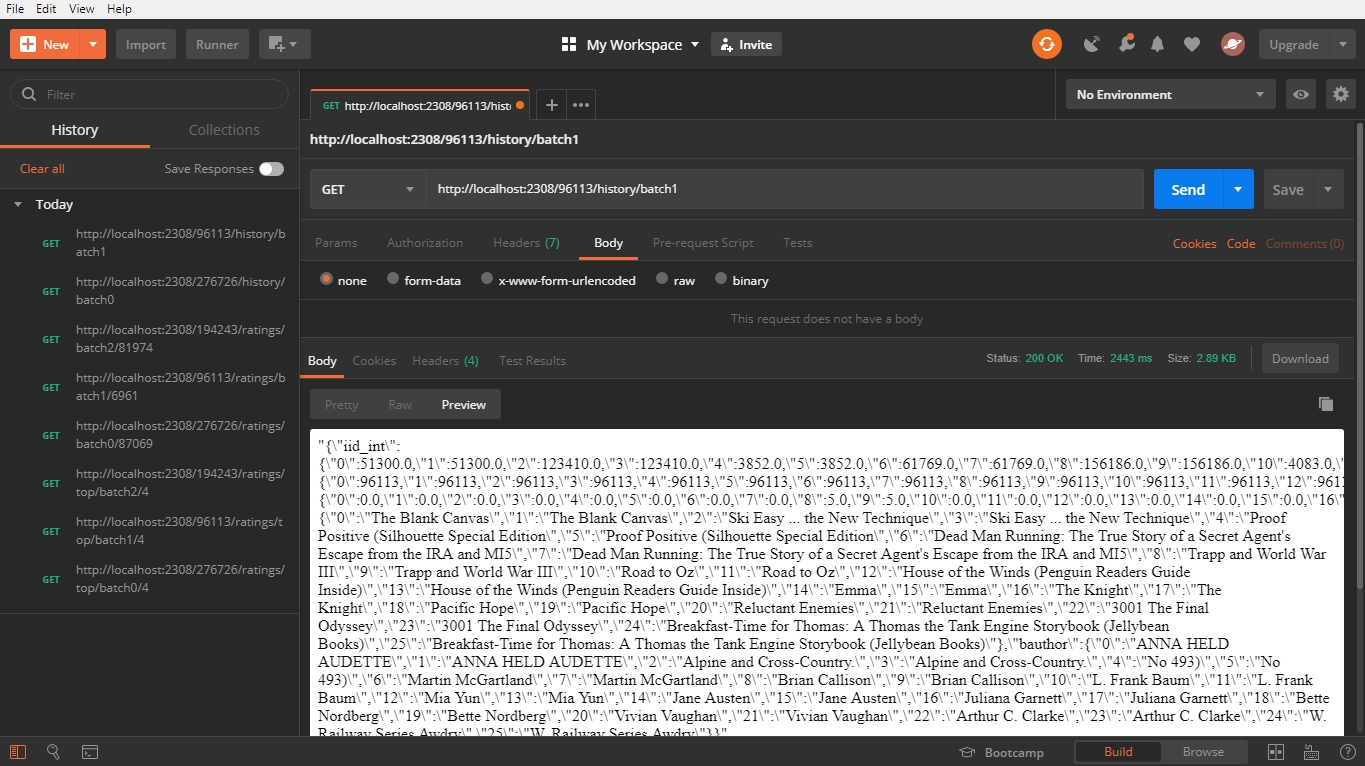 File Edit View Help
New Import Runner My Workspace Invite Upgrade
Filter
History Collections
Clear all Save Responses
Today
GET http://localhost:2308/96113/history/b
atch1
GET http://localhost:2308/276726/history/
batch0
GET http://localhost:2308/194243/ratings/
batch2/81974
GET http://localhost:2308/96113/ratings/b
atch1/6961
GET http://localhost:2308/276726/ratings/
batch0/87069
GET http://localhost:2308/194243/ratings/
top/batch2/4
GET http://localhost:2308/96113/ratings/t
op/batch1/4
GET http://localhost:2308/276726/ratings/
top/batch0/4
GET http://localhost:2308/96113/hist
No Environment
http://localhost:2308/96113/history/batch1
GET http://localhost:2308/96113/history/batch1 Send Save
Params Authorization Headers (7) Body Pre-request Script Tests Cookies Code Comments (0)
none form-data x-www-form-urlencoded raw binary
This request does not have a body
Body Cookies Headers (4) Test Results Status: 200 OK Time: 2443 ms Size: 2.89 KB Download
Pretty Raw Preview
"{\"iid_int\":
{\"0\":51300.0,\"1\":51300.0,\"2\":123410.0,\"3\":123410.0,\"4\":3852.0,\"5\":3852.0,\"6\":61769.0,\"7\":61769.0,\"8\":156186.0,\"9\":156186.0,\"10\":4083.0,\"
{\"0\":96113,\"1\":96113,\"2\":96113,\"3\":96113,\"4\":96113,\"5\":96113,\"6\":96113,\"7\":96113,\"8\":96113,\"9\":96113,\"10\":96113,\"11\":96113,\"12\":9611
{\"0\":0.0,\"1\":0.0,\"2\":0.0,\"3\":0.0,\"4\":0.0,\"5\":0.0,\"6\":0.0,\"7\":0.0,\"8\":5.0,\"9\":5.0,\"10\":0.0,\"11\":0.0,\"12\":0.0,\"13\":0.0,\"14\":0.0,\"15\":0.0,\"16\"
{\"0\":\"The Blank Canvas\",\"1\":\"The Blank Canvas\",\"2\":\"Ski Easy ... the New Technique\",\"3\":\"Ski Easy ... the New Technique\",\"4\":\"Proof
Positive (Silhouette Special Edition\",\"5\":\"Proof Positive (Silhouette Special Edition\",\"6\":\"Dead Man Running: The True Story of a Secret Agent's
Escape from the IRA and MI5\",\"7\":\"Dead Man Running: The True Story of a Secret Agent's Escape from the IRA and MI5\",\"8\":\"Trapp and World War
III\",\"9\":\"Trapp and World War III\",\"10\":\"Road to Oz\",\"11\":\"Road to Oz\",\"12\":\"House of the Winds (Penguin Readers Guide
Inside)\",\"13\":\"House of the Winds (Penguin Readers Guide Inside)\",\"14\":\"Emma\",\"15\":\"Emma\",\"16\":\"The Knight\",\"17\":\"The
Knight\",\"18\":\"Pacific Hope\",\"19\":\"Pacific Hope\",\"20\":\"Reluctant Enemies\",\"21\":\"Reluctant Enemies\",\"22\":\"3001 The Final
Odyssey\",\"23\":\"3001 The Final Odyssey\",\"24\":\"Breakfast-Time for Thomas: A Thomas the Tank Engine Storybook (Jellybean
Books)\",\"25\":\"Breakfast-Time for Thomas: A Thomas the Tank Engine Storybook (Jellybean Books)\"},\"bauthor\":{\"0\":\"ANNA HELD
AUDETTE\",\"1\":\"ANNA HELD AUDETTE\",\"2\":\"Alpine and Cross-Country.\",\"3\":\"Alpine and Cross-Country.\",\"4\":\"No 493)\",\"5\":\"No
493)\",\"6\":\"Martin McGartland\",\"7\":\"Martin McGartland\",\"8\":\"Brian Callison\",\"9\":\"Brian Callison\",\"10\":\"L. Frank Baum\",\"11\":\"L. Frank
Baum\",\"12\":\"Mia Yun\",\"13\":\"Mia Yun\",\"14\":\"Jane Austen\",\"15\":\"Jane Austen\",\"16\":\"Juliana Garnett\",\"17\":\"Juliana Garnett\",\"18\":\"Bette
Nordberg\",\"19\":\"Bette Nordberg\",\"20\":\"Vivian Vaughan\",\"21\":\"Vivian Vaughan\",\"22\":\"Arthur C. Clarke\",\"23\":\"Arthur C. Clarke\",\"24\":\"W.
Railway Series Awdry\",\"25\":\"W. Railway Series Awdry\"}}"
Bootcamp Build Browse